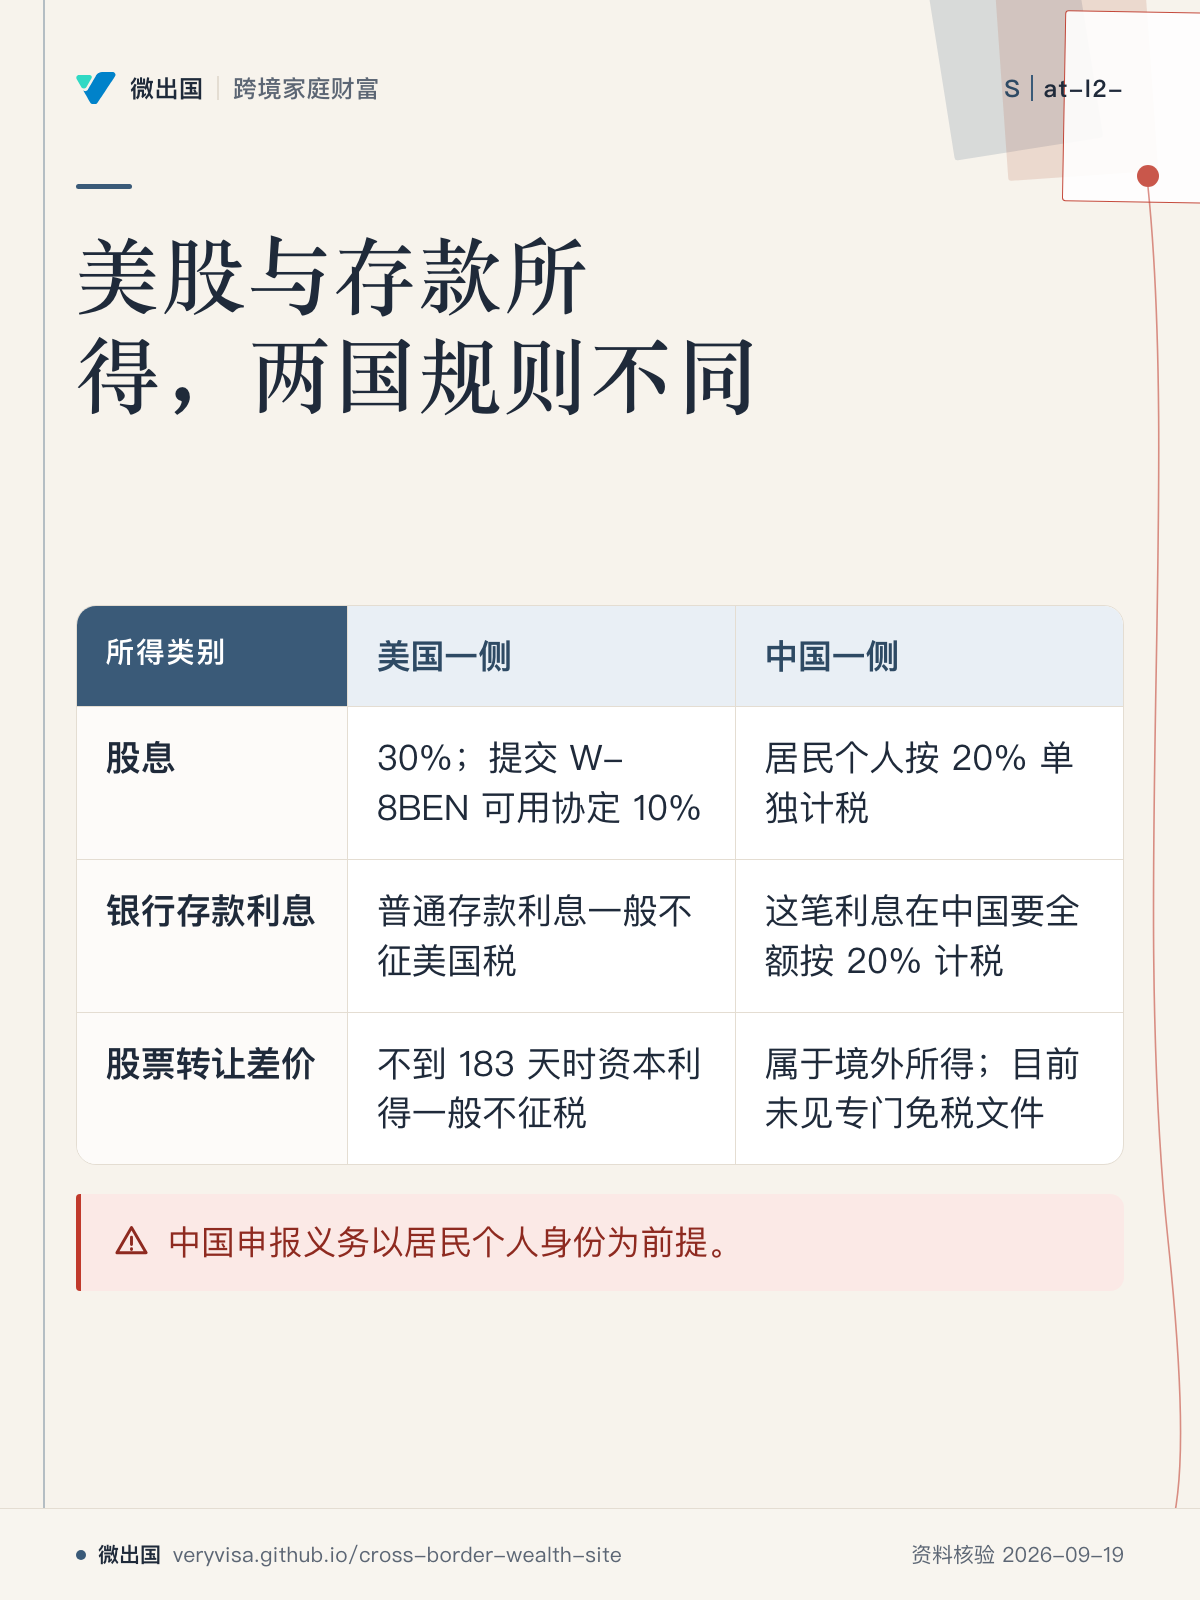 微出国 | 跨境家庭财富
S | at-l2-
美股与存款所
得，两国规则不同
所得类别 美国一侧 中国一侧
股息
30%；提交 W-
8BEN 可用协定 10%
居民个人按 20% 单
独计税
银行存款利息
普通存款利息一般不
征美国税
这笔利息在中国要全
额按 20% 计税
股票转让差价
不到 183 天时资本利
得一般不征税
属于境外所得；目前
未见专门免税文件
中国申报义务以居民个人身份为前提。
微出国 veryvisa.github.io/cross-border-wealth-site
资料核验 2026-09-19